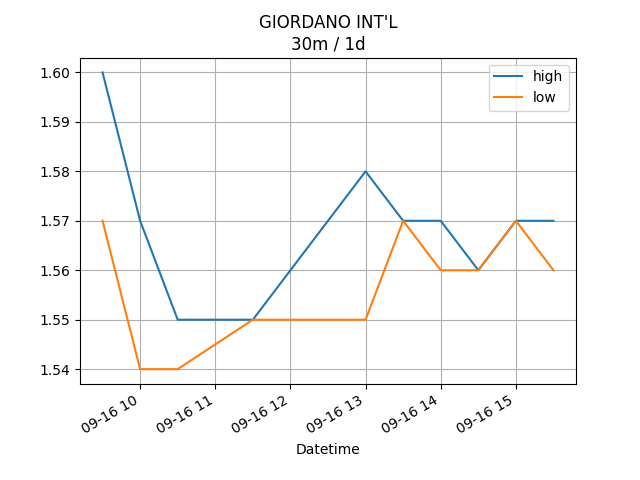 GIORDANO INT'L
30m / 1d
high
low
1.60
1.59
1.58
1.57
1.56
1.55
1.54
09-16 10
09-16 11
09-16 12
09-16 13
09-16 14
09-16 15
Datetime